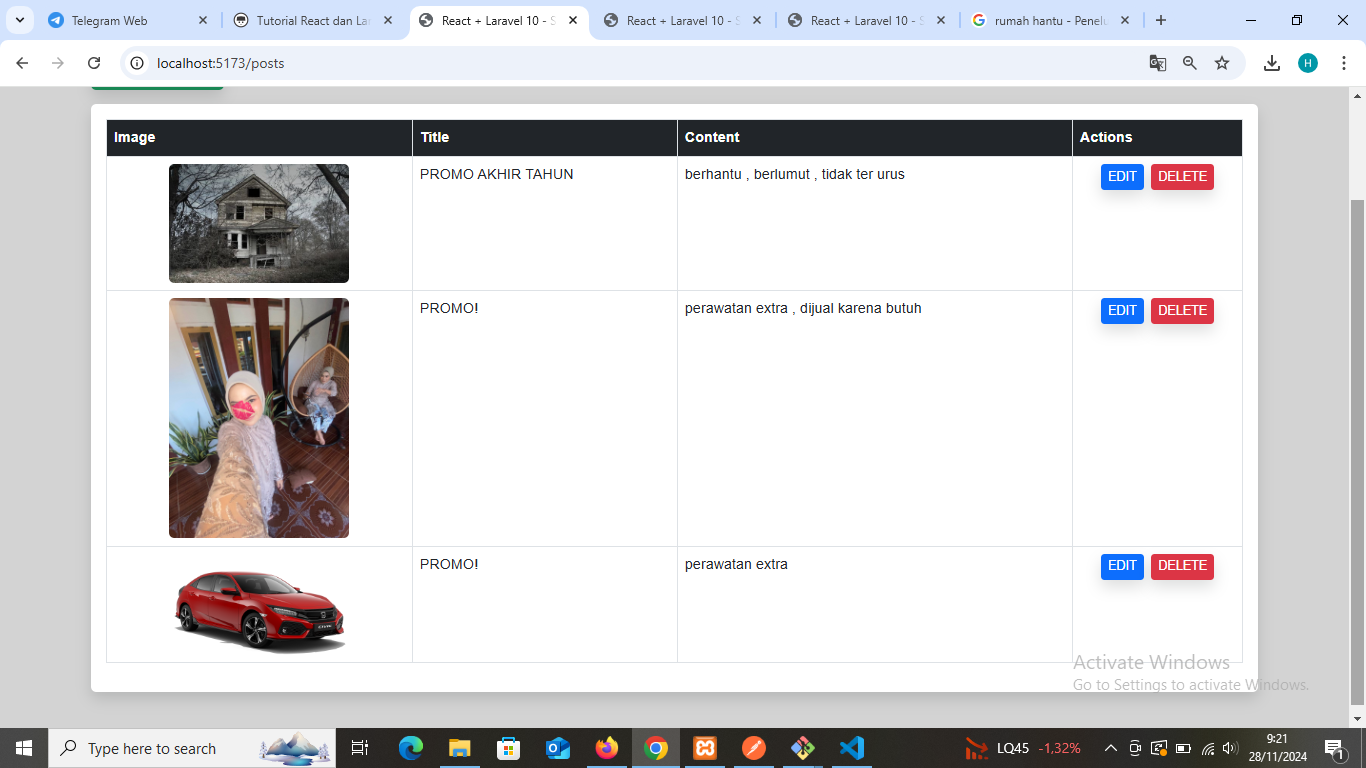 Telegram Web
Tutorial React dan La
React + Laravel 10 - S
React + Laravel 10 - S
React + Laravel 10 - S
rumah hantu - Penelu
localhost:5173/posts
H
Image Title Content Actions
PROMO AKHIR TAHUN berhantu , berlumut , tidak ter urus EDIT DELETE
PROMO! perawatan extra , dijual karena butuh EDIT DELETE
PROMO! perawatan extra EDIT DELETE
CIVIC
Activate Windows
Go to Settings to activate Windows.
Type here to search
LQ45 -1,32%
9:21
28/11/2024
1